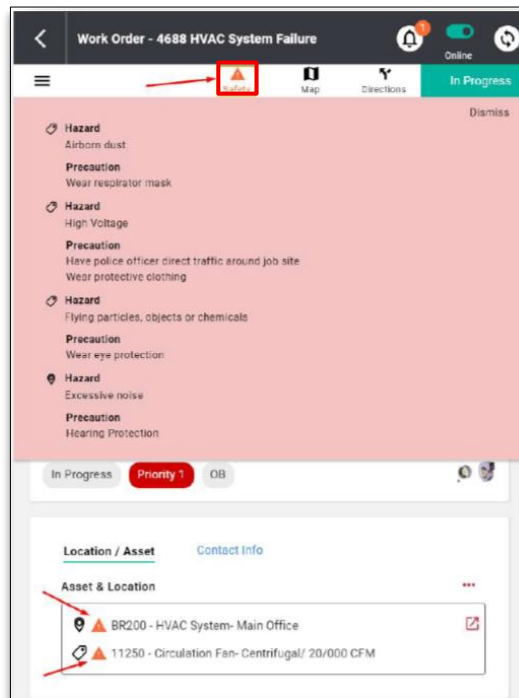 Work Order - 4688 HVAC System Failure
1
Online
Safety
Map
Directions
In Progress
Dismiss
Hazard
Airborn dust
Precaution
Wear respirator mask
Hazard
High Voltage
Precaution
Have police officer direct traffic around job site
Wear protective clothing
Hazard
Flying particles, objects or chemicals
Precaution
Wear eye protection
Hazard
Excessive noise
Precaution
Hearing Protection
In Progress
Priority 1
OB
Location / Asset
Contact Info
Asset & Location
BR200 - HVAC System- Main Office
11250 - Circulation Fan- Centrifugal/ 20/000 CFM